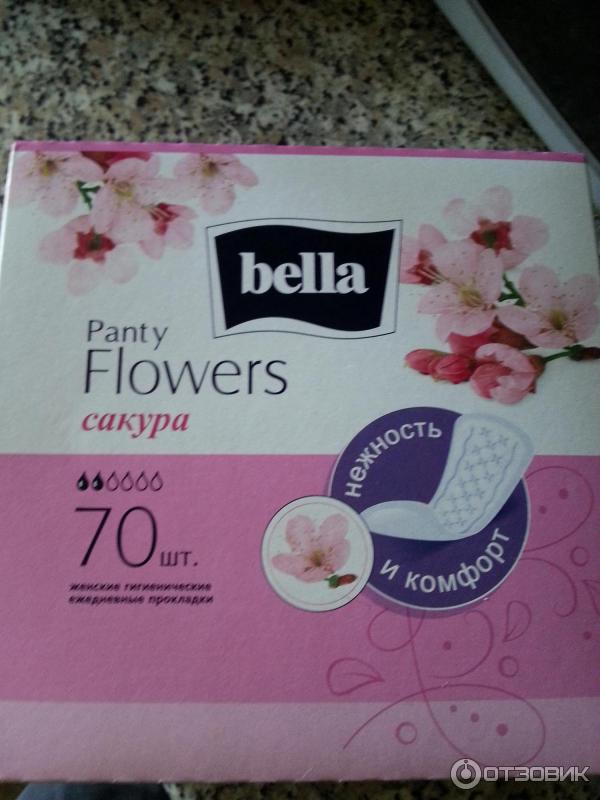 bella
Panty
Flowers
сакура
70 шт.
женские гигиенические
ежедневные прокладки
нежность
и комфорт
ОТЗОВИК